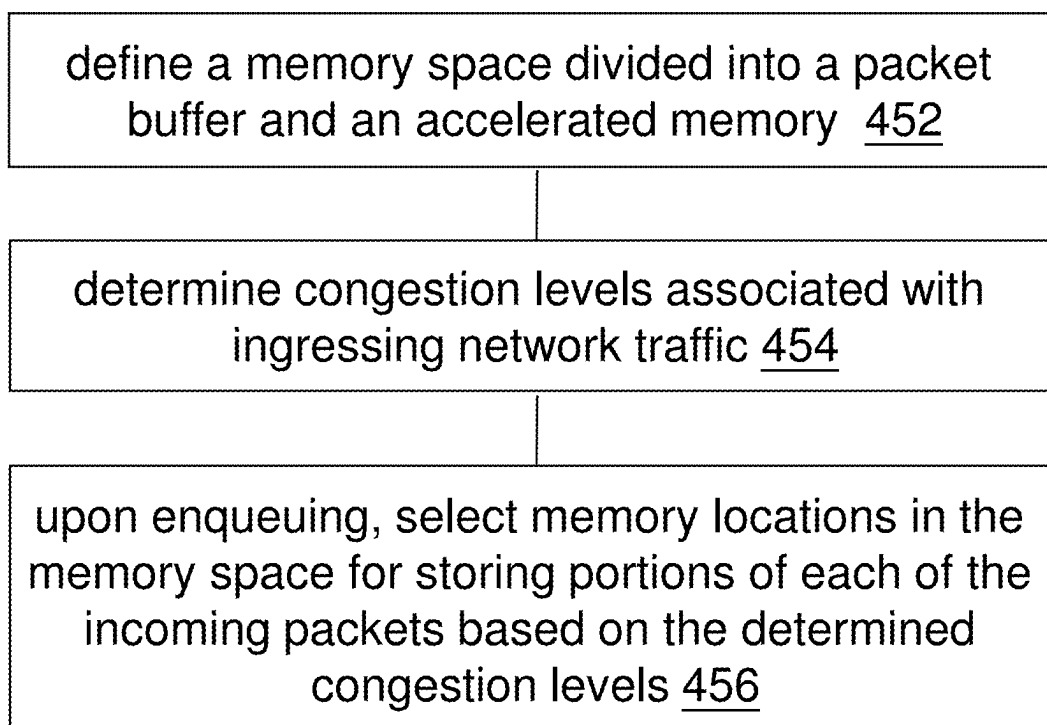 define a memory space divided into a packet
buffer and an accelerated memory 452
determine congestion levels associated with
ingressing network traffic 454
upon enqueuing, select memory locations in the
memory space for storing portions of each of the
incoming packets based on the determined
congestion levels 456